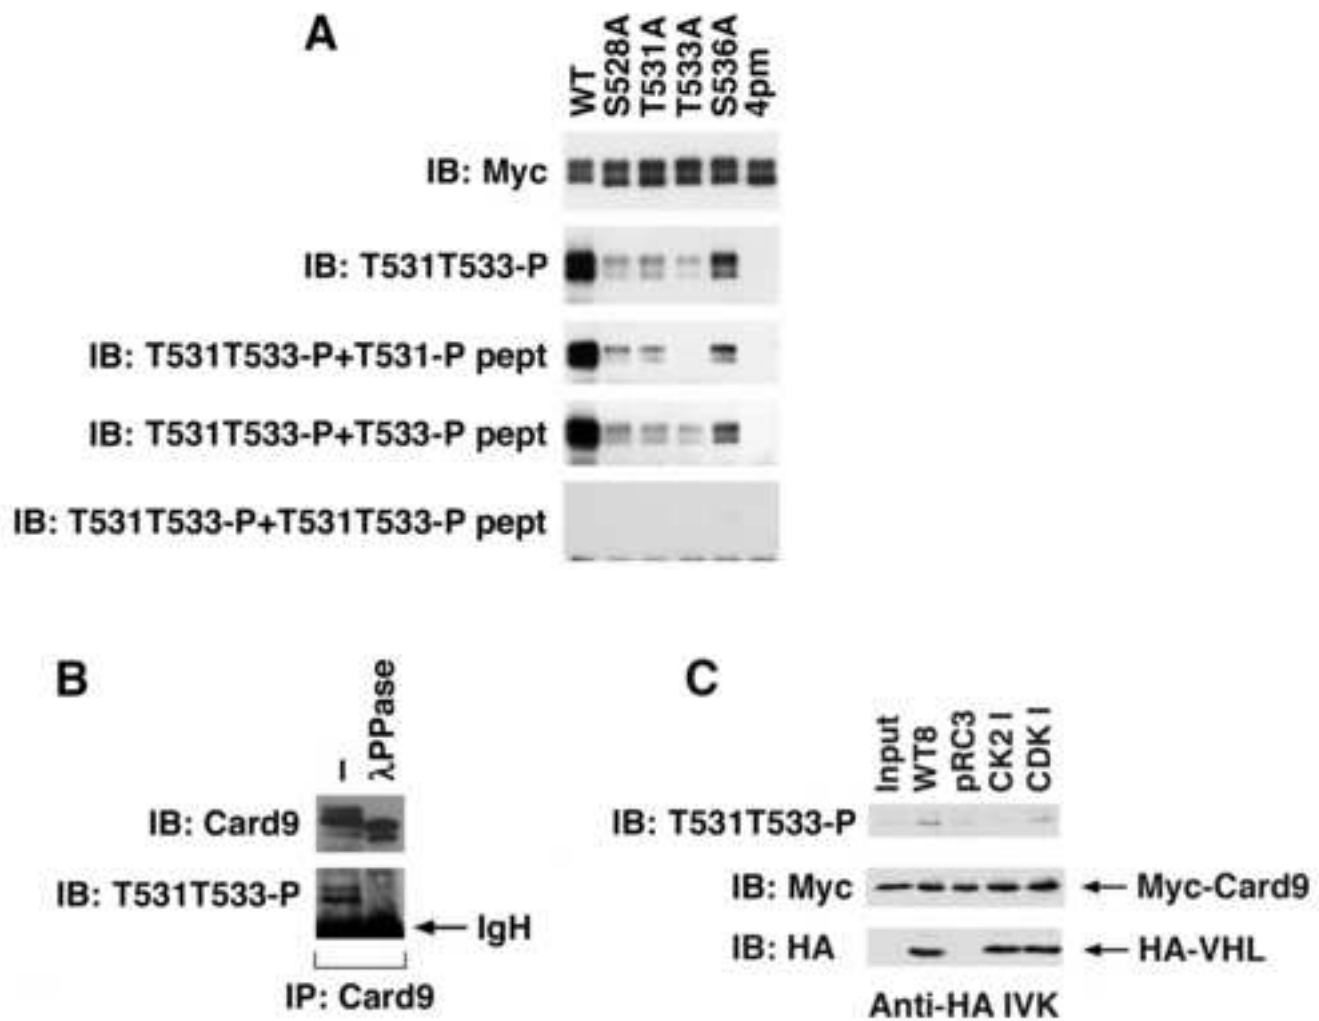 A
WT
S528A
T531A
T533A
S536A
4pm
IB: Myc
IB: T531T533-P
IB: T531T533-P+T531-P pept
IB: T531T533-P+T533-P pept
IB: T531T533-P+T531T533-P pept
B
–
λPPase
IB: Card9
IB: T531T533-P
IgH
IP: Card9
C
Input
WT8
pRC3
CK2 I
CDK I
IB: T531T533-P
IB: Myc
Myc-Card9
IB: HA
HA-VHL
Anti-HA IVK